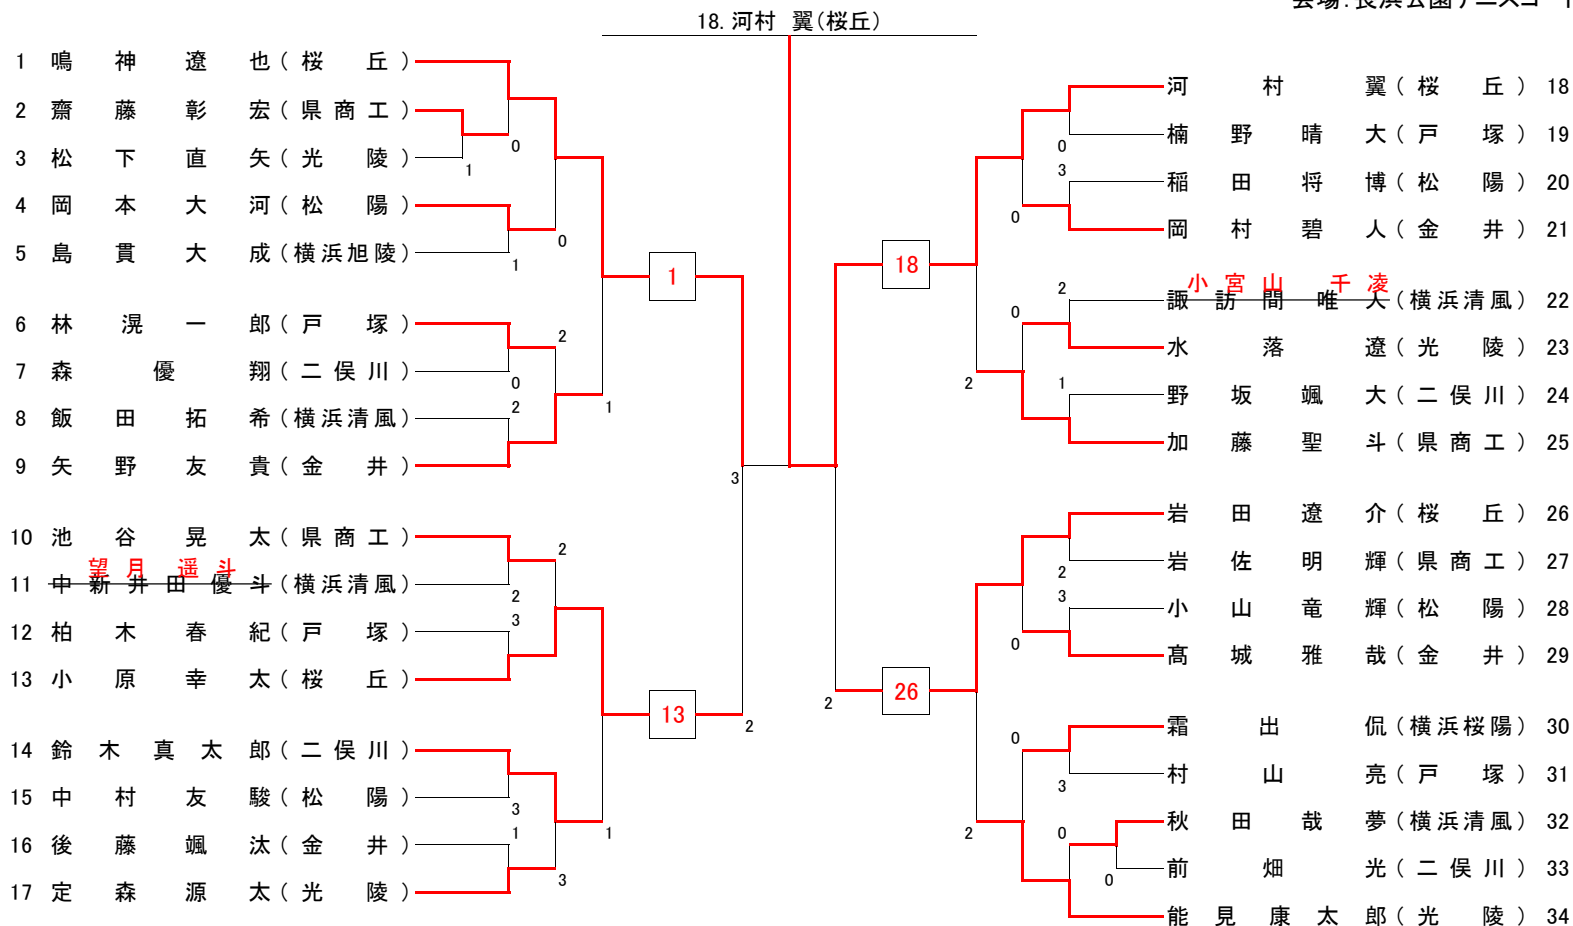 会場:長浜公園テニスコート
18. 河村 翼(桜丘)
1 鳴神遼也(桜丘)
2 齋藤彰宏(県商工)
0
3 松下直矢(光陵)
1
4 岡本大河(松陽)
0
5 島貫大成(横浜旭陵)
1
1
6 林滉一郎(戸塚)
2
7 森優翔(二俣川)
0
8 飯田拓希(横浜清風)
2
1
9 矢野友貴(金井)
3
10 池谷晃太(県商工)
2
望月遥斗
11 中新井田優斗(横浜清風)
2
12 柏木春紀(戸塚)
3
13 小原幸太(桜丘)
13
2
14 鈴木真太郎(二俣川)
15 中村友駿(松陽)
3
16 後藤颯汰(金井)
1
1
17 定森源太(光陵)
3
河村翼(桜丘) 18
楠野晴大(戸塚) 19
0
稲田将博(松陽) 20
3
岡村碧人(金井) 21
0
18
小宮山千凌
諏訪間唯人(横浜清風) 22
2
0
水落遼(光陵) 23
野坂颯大(二俣川) 24
1
2
加藤聖斗(県商工) 25
岩田遼介(桜丘) 26
岩佐明輝(県商工) 27
2
小山竜輝(松陽) 28
3
髙城雅哉(金井) 29
0
26
2
霜出侃(横浜桜陽) 30
0
村山亮(戸塚) 31
3
秋田哉夢(横浜清風) 32
0
2
前畑光(二俣川) 33
0
能見康太郎(光陵) 34